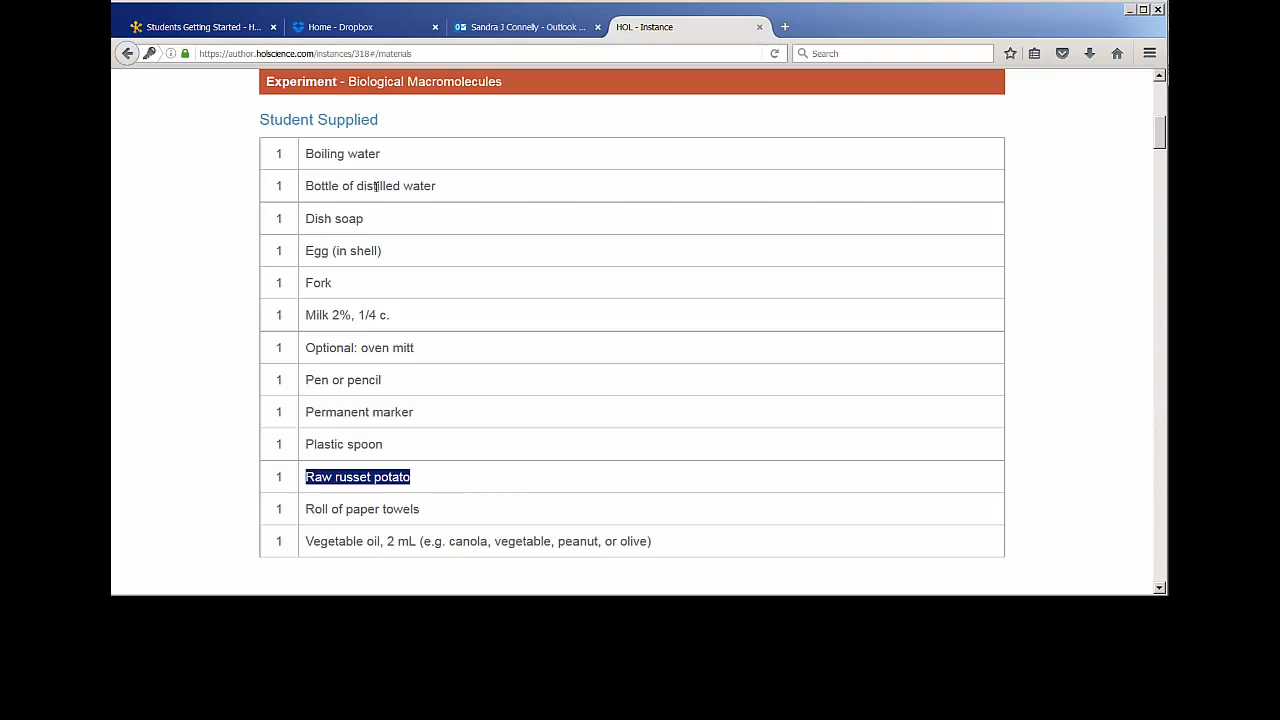 Students Getting Started - H... × Home - Dropbox × Sandra J Connelly - Outlook ... × HOL - Instance × +
https://author.holscience.com/instances/318#/materials Search
Experiment - Biological Macromolecules
Student Supplied
1 Boiling water
1 Bottle of distilled water
1 Dish soap
1 Egg (in shell)
1 Fork
1 Milk 2%, 1/4 c.
1 Optional: oven mitt
1 Pen or pencil
1 Permanent marker
1 Plastic spoon
1 Raw russet potato
1 Roll of paper towels
1 Vegetable oil, 2 mL (e.g. canola, vegetable, peanut, or olive)